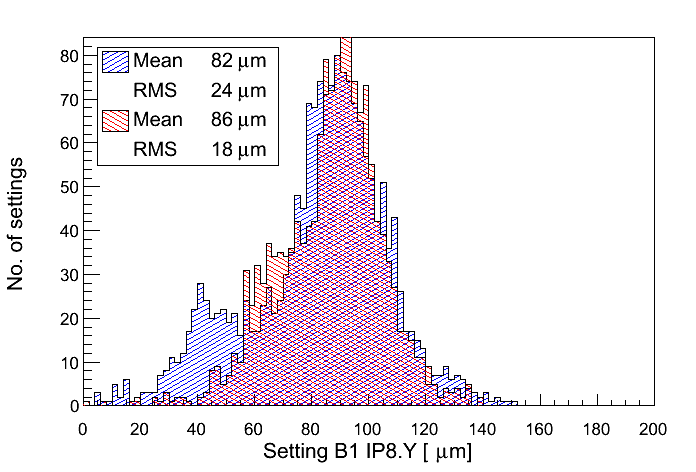 Mean 82 μm
RMS 24 μm
Mean 86 μm
RMS 18 μm
No. of settings
80
70
60
50
40
30
20
10
0
0 20 40 60 80 100 120 140 160 180 200
Setting B1 IP8.Y [ μm]